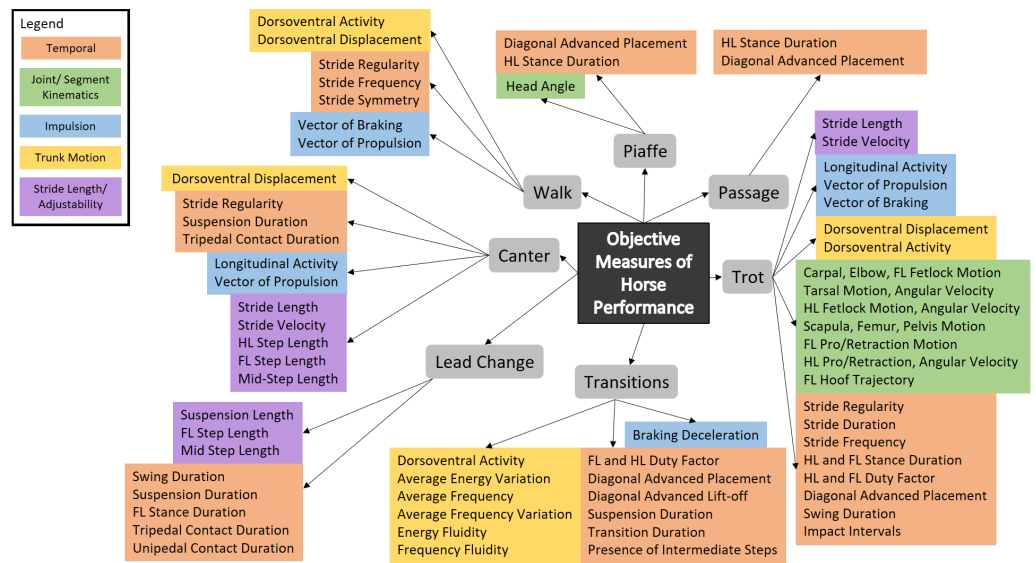 Legend
Temporal
Joint/ Segment
Kinematics
Impulsion
Trunk Motion
Stride Length/
Adjustability
Dorsoventral Activity
Dorsoventral Displacement
Stride Regularity
Stride Frequency
Stride Symmetry
Vector of Braking
Vector of Propulsion
Walk
Diagonal Advanced Placement
HL Stance Duration
Head Angle
Piaffe
HL Stance Duration
Diagonal Advanced Placement
Passage
Objective
Measures of
Horse
Performance
Dorsoventral Displacement
Stride Regularity
Suspension Duration
Tripedal Contact Duration
Longitudinal Activity
Vector of Propulsion
Stride Length
Stride Velocity
HL Step Length
FL Step Length
Mid-Step Length
Canter
Trot
Stride Length
Stride Velocity
Longitudinal Activity
Vector of Propulsion
Vector of Braking
Dorsoventral Displacement
Dorsoventral Activity
Carpal, Elbow, FL Fetlock Motion
Tarsal Motion, Angular Velocity
HL Fetlock Motion, Angular Velocity
Scapula, Femur, Pelvis Motion
FL Pro/Retraction Motion
HL Pro/Retraction, Angular Velocity
FL Hoof Trajectory
Stride Regularity
Stride Duration
Stride Frequency
HL and FL Stance Duration
HL and FL Duty Factor
Diagonal Advanced Placement
Swing Duration
Impact Intervals
Lead Change
Suspension Length
FL Step Length
Mid Step Length
Swing Duration
Suspension Duration
FL Stance Duration
Tripedal Contact Duration
Unipedal Contact Duration
Transitions
Braking Deceleration
Dorsoventral Activity
Average Energy Variation
Average Frequency
Average Frequency Variation
Energy Fluidity
Frequency Fluidity
FL and HL Duty Factor
Diagonal Advanced Placement
Diagonal Advanced Lift-off
Suspension Duration
Transition Duration
Presence of Intermediate Steps